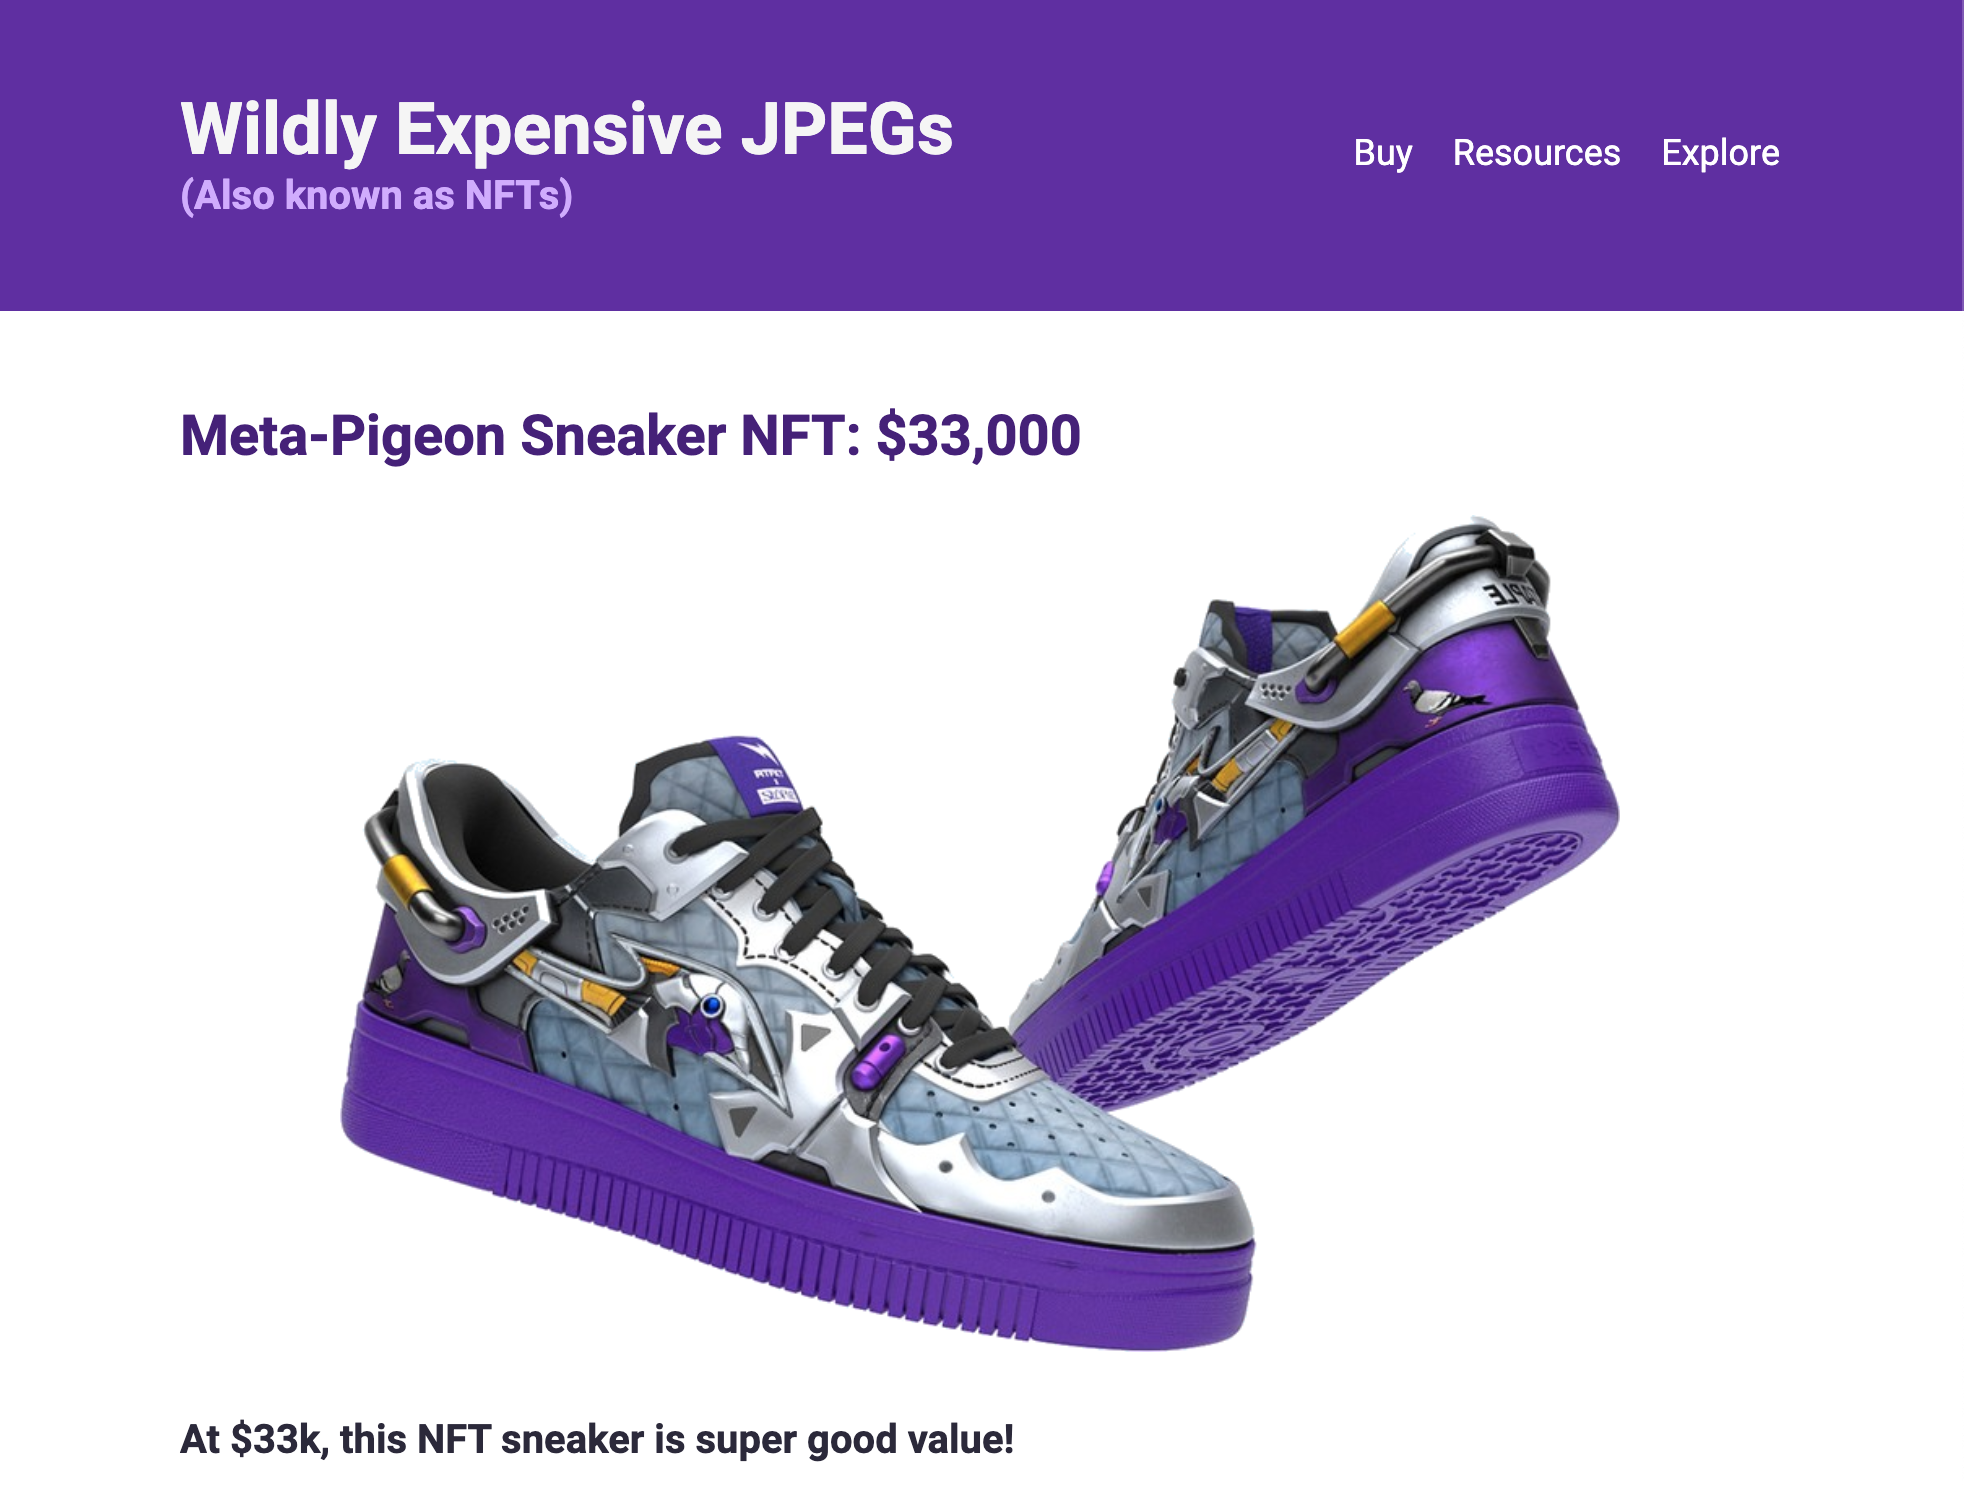 Wildly Expensive JPEGs
(Also known as NFTs)
Buy Resources Explore
Meta-Pigeon Sneaker NFT: $33,000
RTFKT
x
At $33k, this NFT sneaker is super good value!